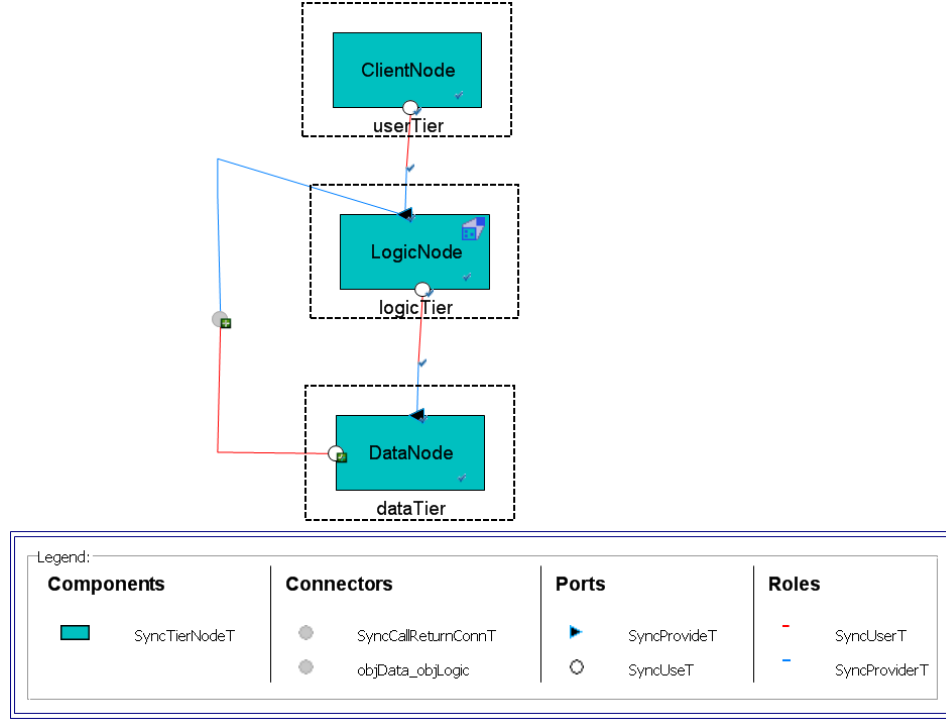 ClientNode
userTier
LogicNode
logicTier
DataNode
dataTier
Legend:
Components Connectors Ports Roles
SyncTierNodeT SyncCallReturnConnT SyncProvideT SyncUserT
objData_objLogic SyncUseT SyncProviderT